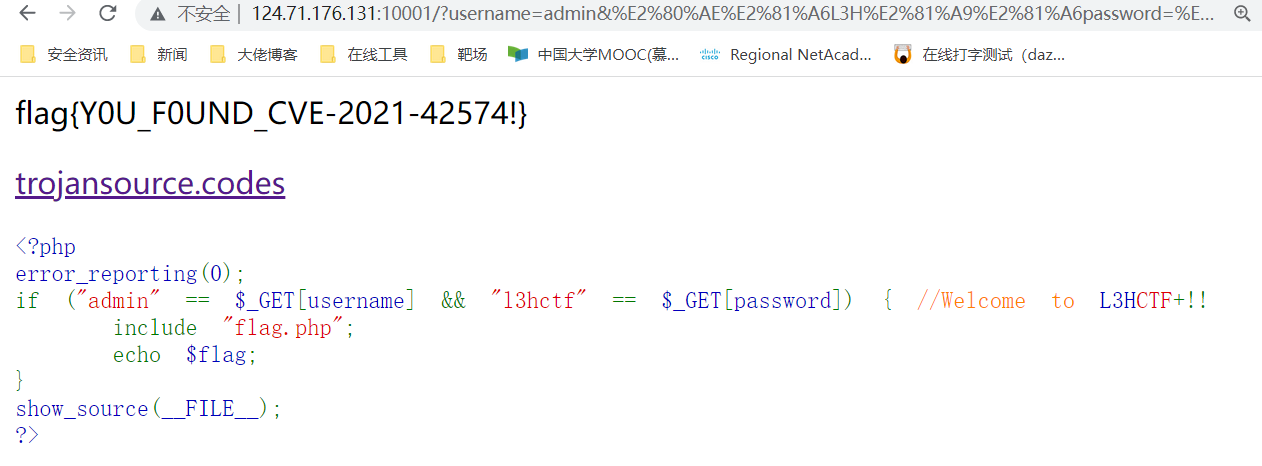 不安全 | 124.71.176.131:10001/?username=admin&%E2%80%AE%E2%81%A6L3H%E2%81%A9%E2%81%A6password=%E...
安全资讯 新闻 大佬博客 在线工具 靶场 中国大学MOOC(慕... Regional NetAcad... 在线打字测试（daz...
flag{Y0U_F0UND_CVE-2021-42574!}
trojansource.codes
<?php
error_reporting(0);
if ("admin" == $_GET[username] && "l3hctf" == $_GET[password]) { //Welcome to L3HCTF+!!
include "flag.php";
echo $flag;
}
show_source(__FILE__);
?>